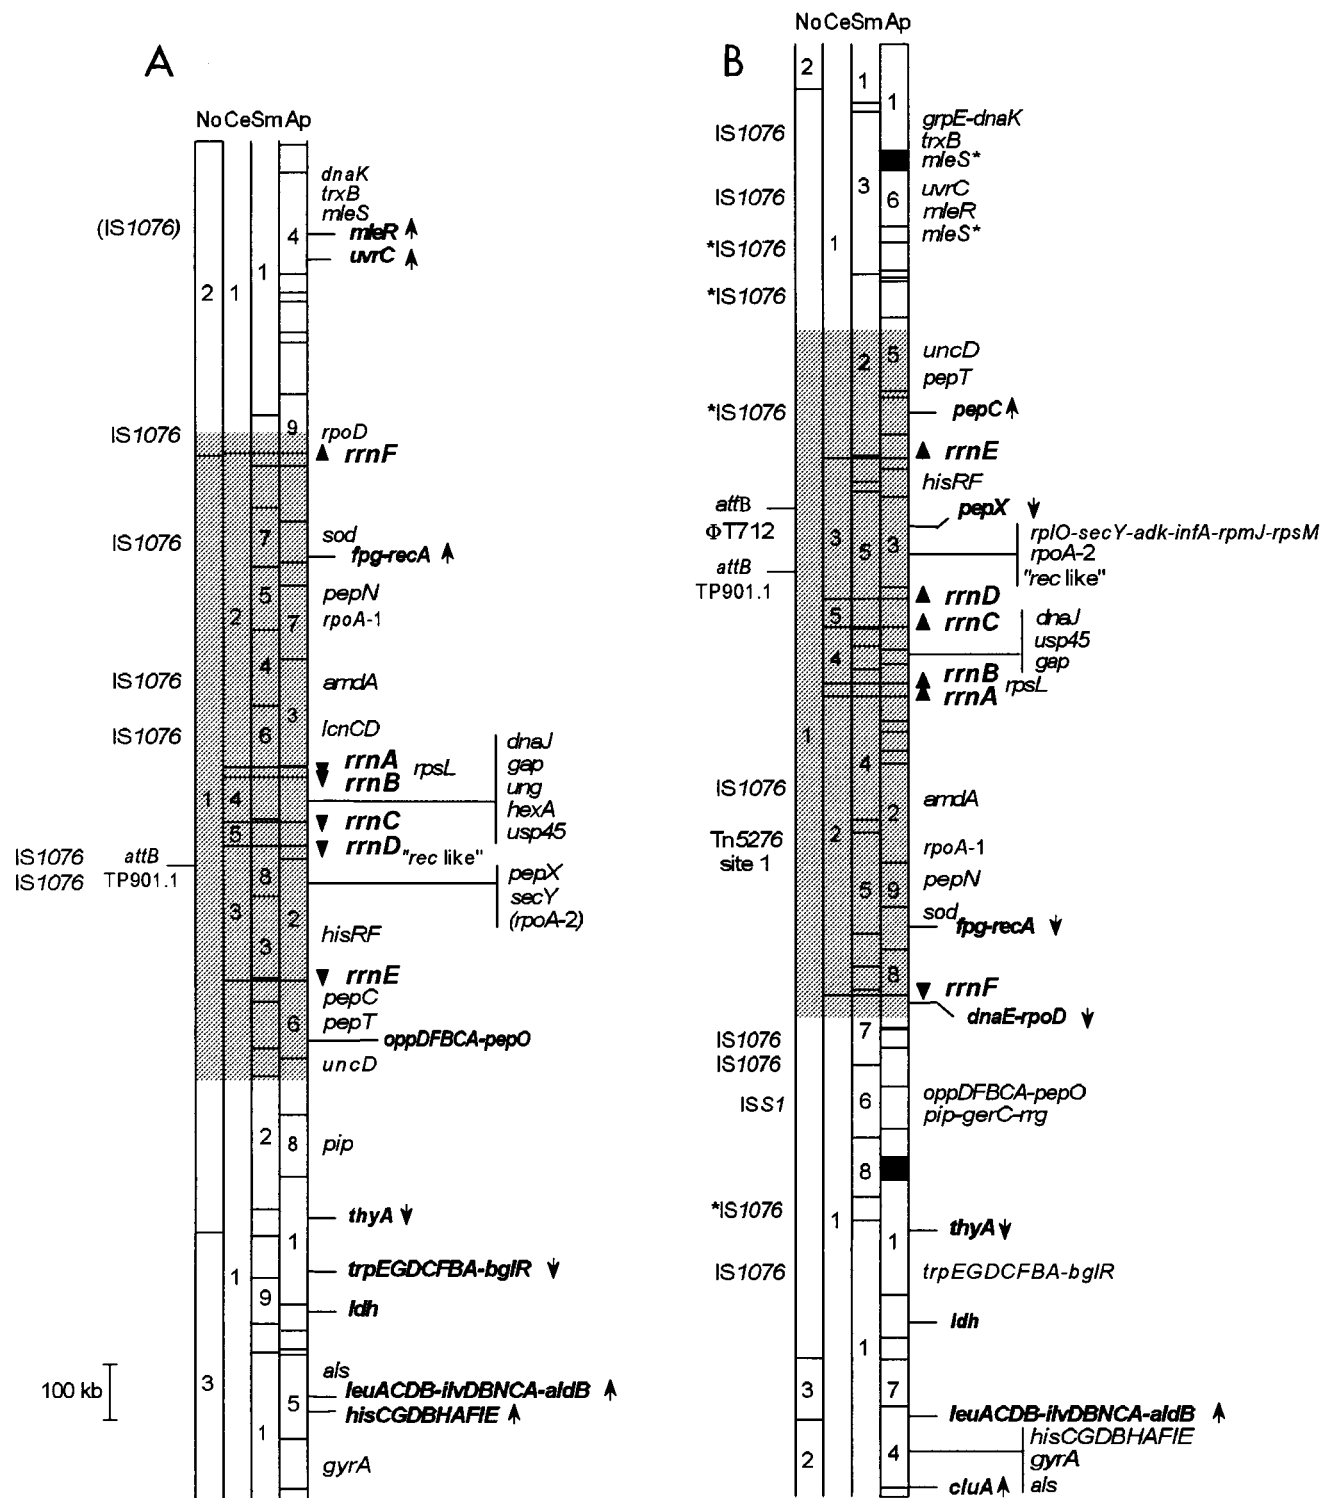 A
No Ce Sm Ap
dnaK
trxB
mleS
(IS1076)
mleR
4
uvrC
1
2
1
9
rpoD
IS1076
rrnF
sod
IS1076
7
fpg-recA
5
pepN
2
7
rpoA-1
4
IS1076
amdA
3
lcnCD
IS1076
6
dnaJ
rrnA
rpsL
gap
rrnB
ung
1
4
hexA
rrnC
5
usp45
rrnD
"rec like"
IS1076
attB
IS1076
TP901.1
8
pepX
secY
(rpoA-2)
3
2
hisRF
3
rrnE
pepC
6
pepT
oppDFBCA-pepO
uncD
2
8
pip
thyA
1
trpEGDCFBA-bglR
1
9
ldh
als
3
100 kb
leuACDB-ilvDBNCA-aldB
5
hisCGDBHAFIE
1
gyrA
B
No Ce Sm Ap
2
1
1
grpE-dnaK
IS1076
trxB
mleS*
3
uvrC
IS1076
6
mleR
mleS*
*IS1076
1
*IS1076
2
5
uncD
pepT
*IS1076
pepC
rrnE
hisRF
attB
pepX
ΦT712
3
5
3
rplO-secY-adk-infA-rpmJ-rpsM
rpoA-2
attB
"rec like"
TP901.1
rrnD
5
rrnC
dnaJ
usp45
4
gap
rrnB
rpsL
rrnA
1
4
IS1076
amdA
2
Tn5276
2
site 1
rpoA-1
pepN
5
9
sod
fpg-recA
8
rrnF
dnaE-rpoD
7
IS1076
IS1076
oppDFBCA-pepO
ISS1
6
pip-gerC-rrg
8
*IS1076
1
thyA
1
IS1076
trpEGDCFBA-bglR
ldh
1
3
7
leuACDB-ilvDBNCA-aldB
hisCGDBHAFIE
2
4
gyrA
cluA
als